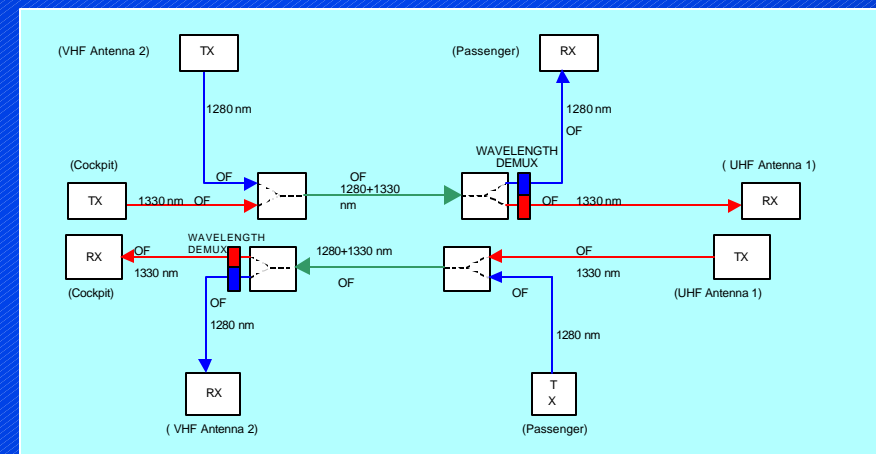 (VHF Antenna 2)
TX
(Passenger)
RX
1280 nm
1280 nm
OF
WAVELENGTH
DEMUX
(Cockpit)
OF
OF
1280+1330
nm
( UHF Antenna 1)
TX
1330 nm
OF
OF
1330 nm
RX
RX
OF
1330 nm
WAVELENGTH
DEMUX
1280+1330 nm
OF
OF
1330 nm
TX
(Cockpit)
OF
OF
(UHF Antenna 1)
1280 nm
1280 nm
RX
T
X
( VHF Antenna 2)
(Passenger)